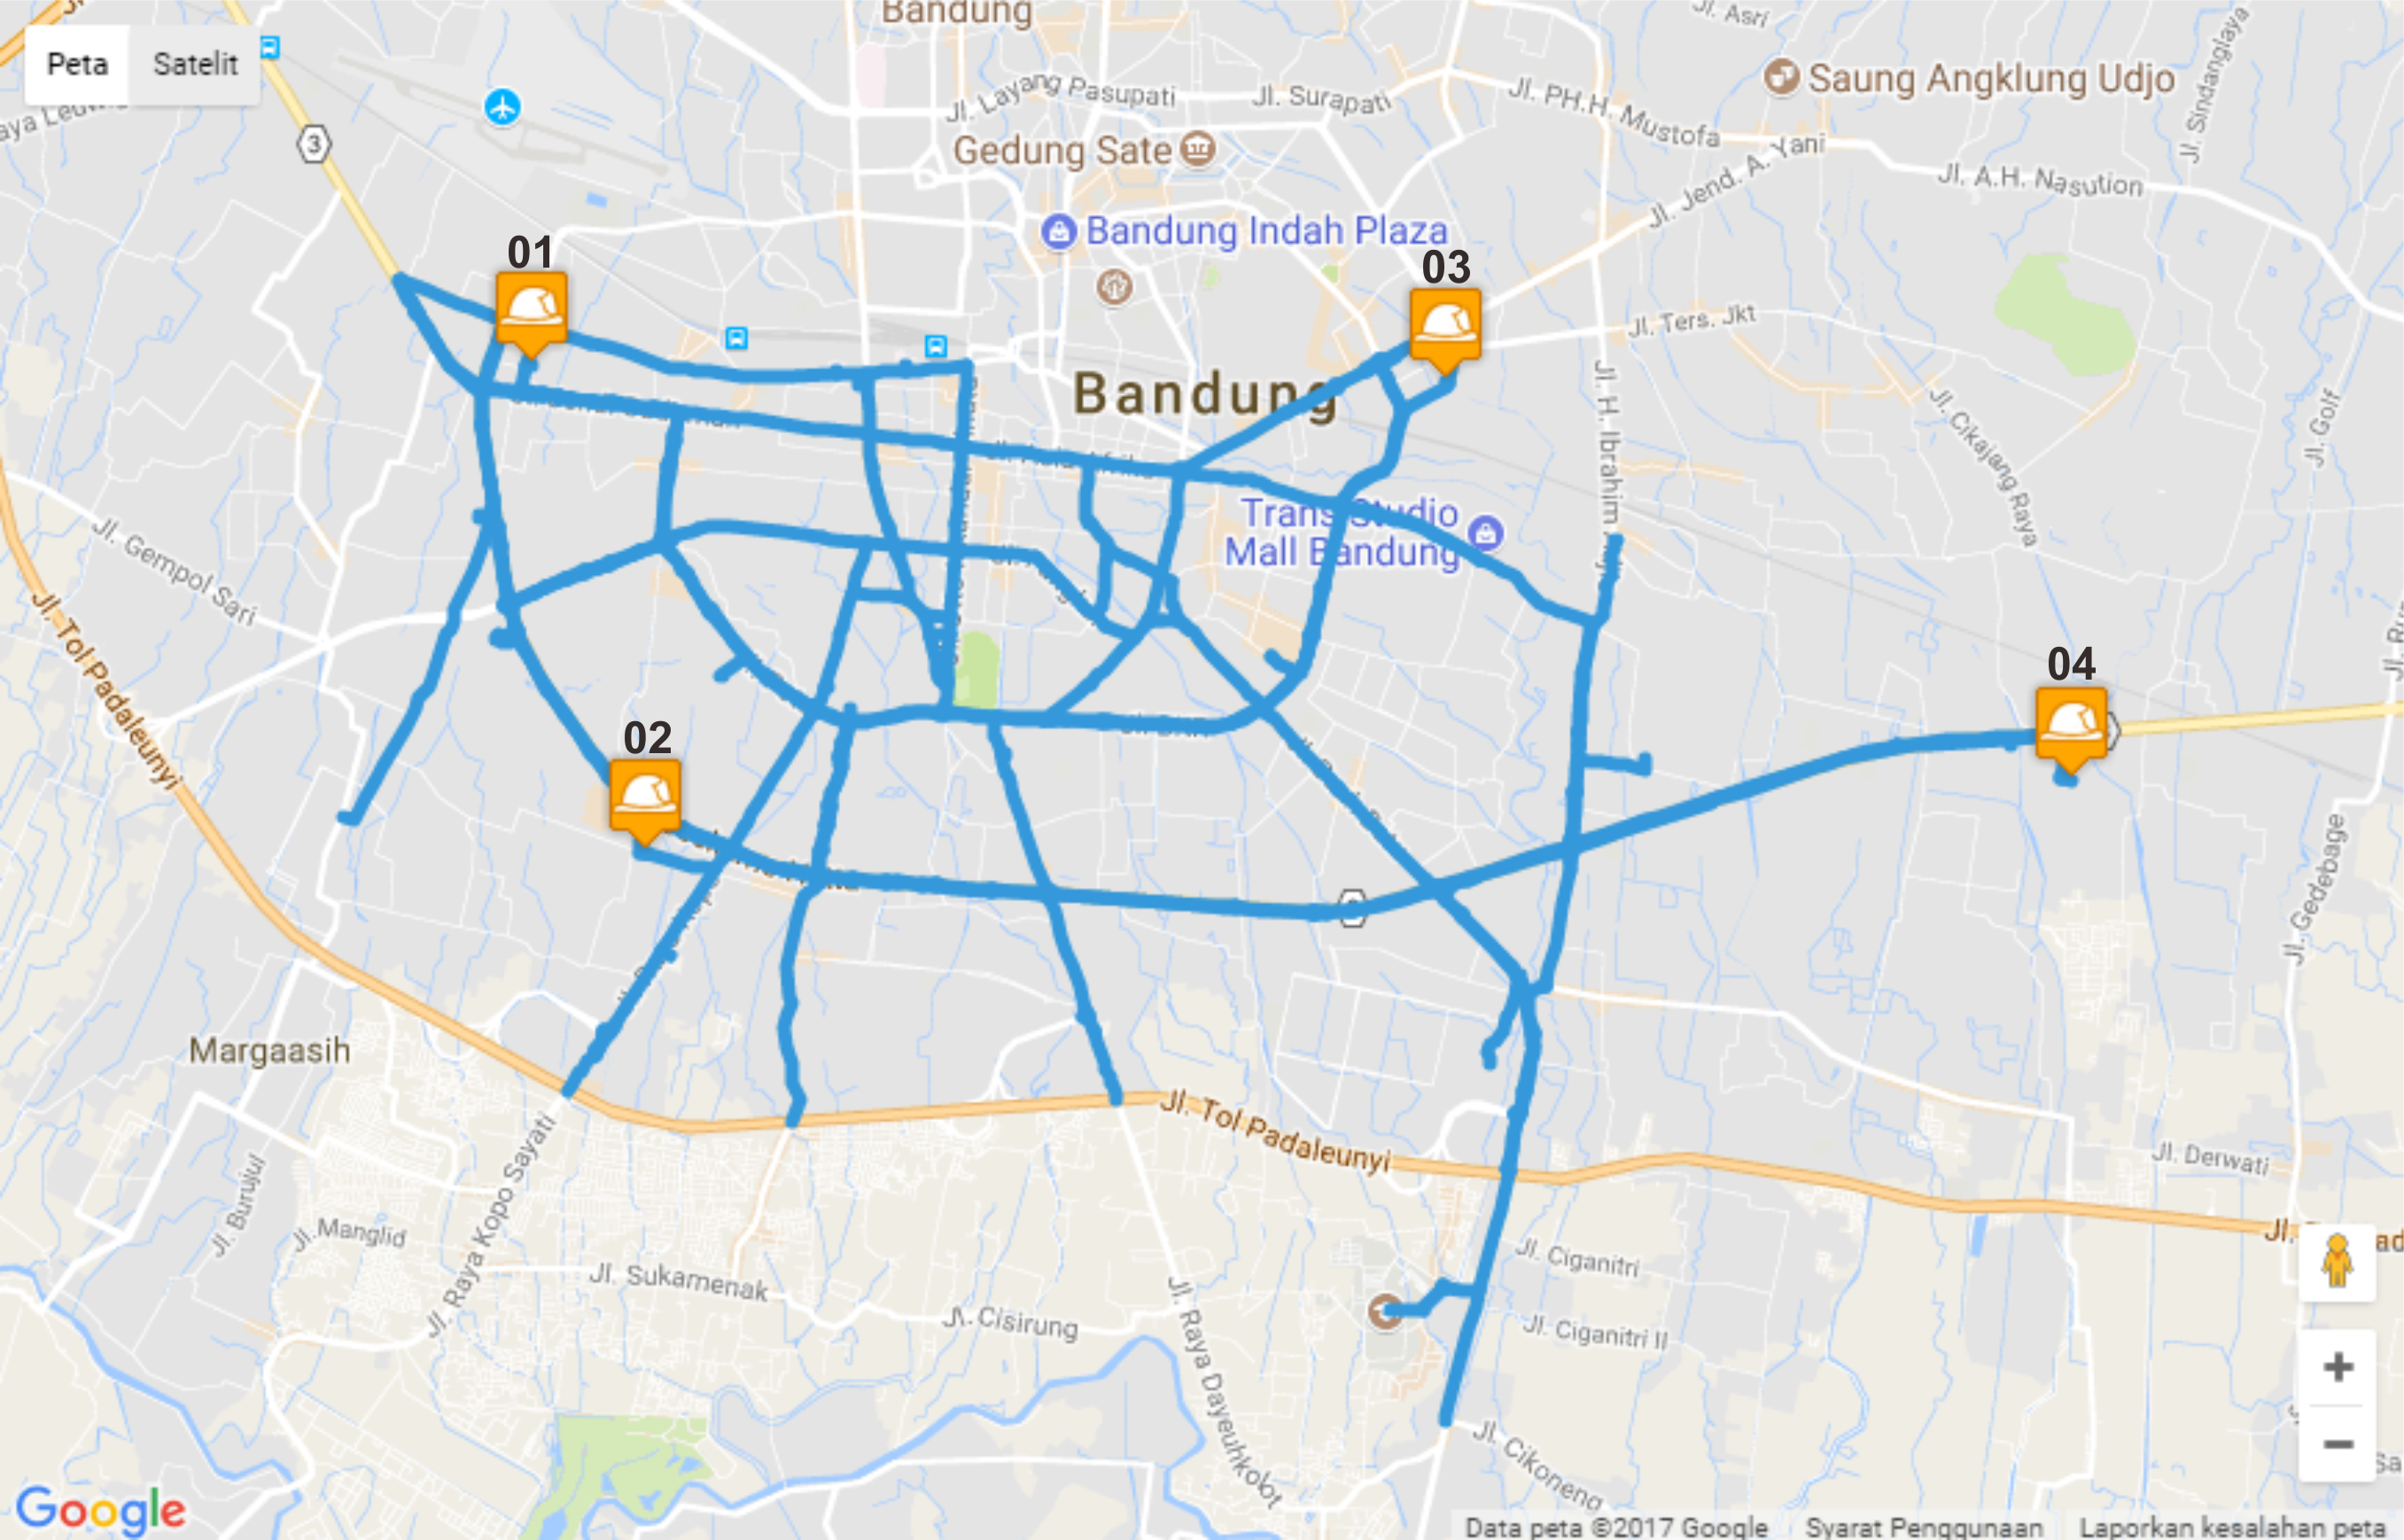 Bandung
Peta
Satelit
Jl. Asri
Jl. Sindanglaya
Saung Angklung Udjo
Jl. Layang Pasupati
Jl. Surapati
Jl. PH.H. Mustofa
3
Gedung Sate
Jl. Jend. A. Yani
Jl. A.H. Nasution
Bandung Indah Plaza
01
03
Jl. Ters. Jkt
Bandung
Jl. H. Ibrahim
Jl. Cikajang Raya
Jl. Golf
Trans Studio
Mall Bandung
Jl. Gempol Sari
Jl. Tol Padaleunyi
04
02
Jl. Gedebage
Margaasih
Jl. Tol Padaleunyi
Jl. Derwati
Jl. Burujul
Jl. Manglid
Jl. Raya Kopo Sayati
Jl. Sukamenak
Jl. Cisirung
Jl. Raya Dayeuhkolot
Jl. Ciganitri
Jl. Ciganitri II
Jl. Cikoneng
+
−
Google
Data peta ©2017 Google
Syarat Penggunaan
Laporkan kesalahan peta